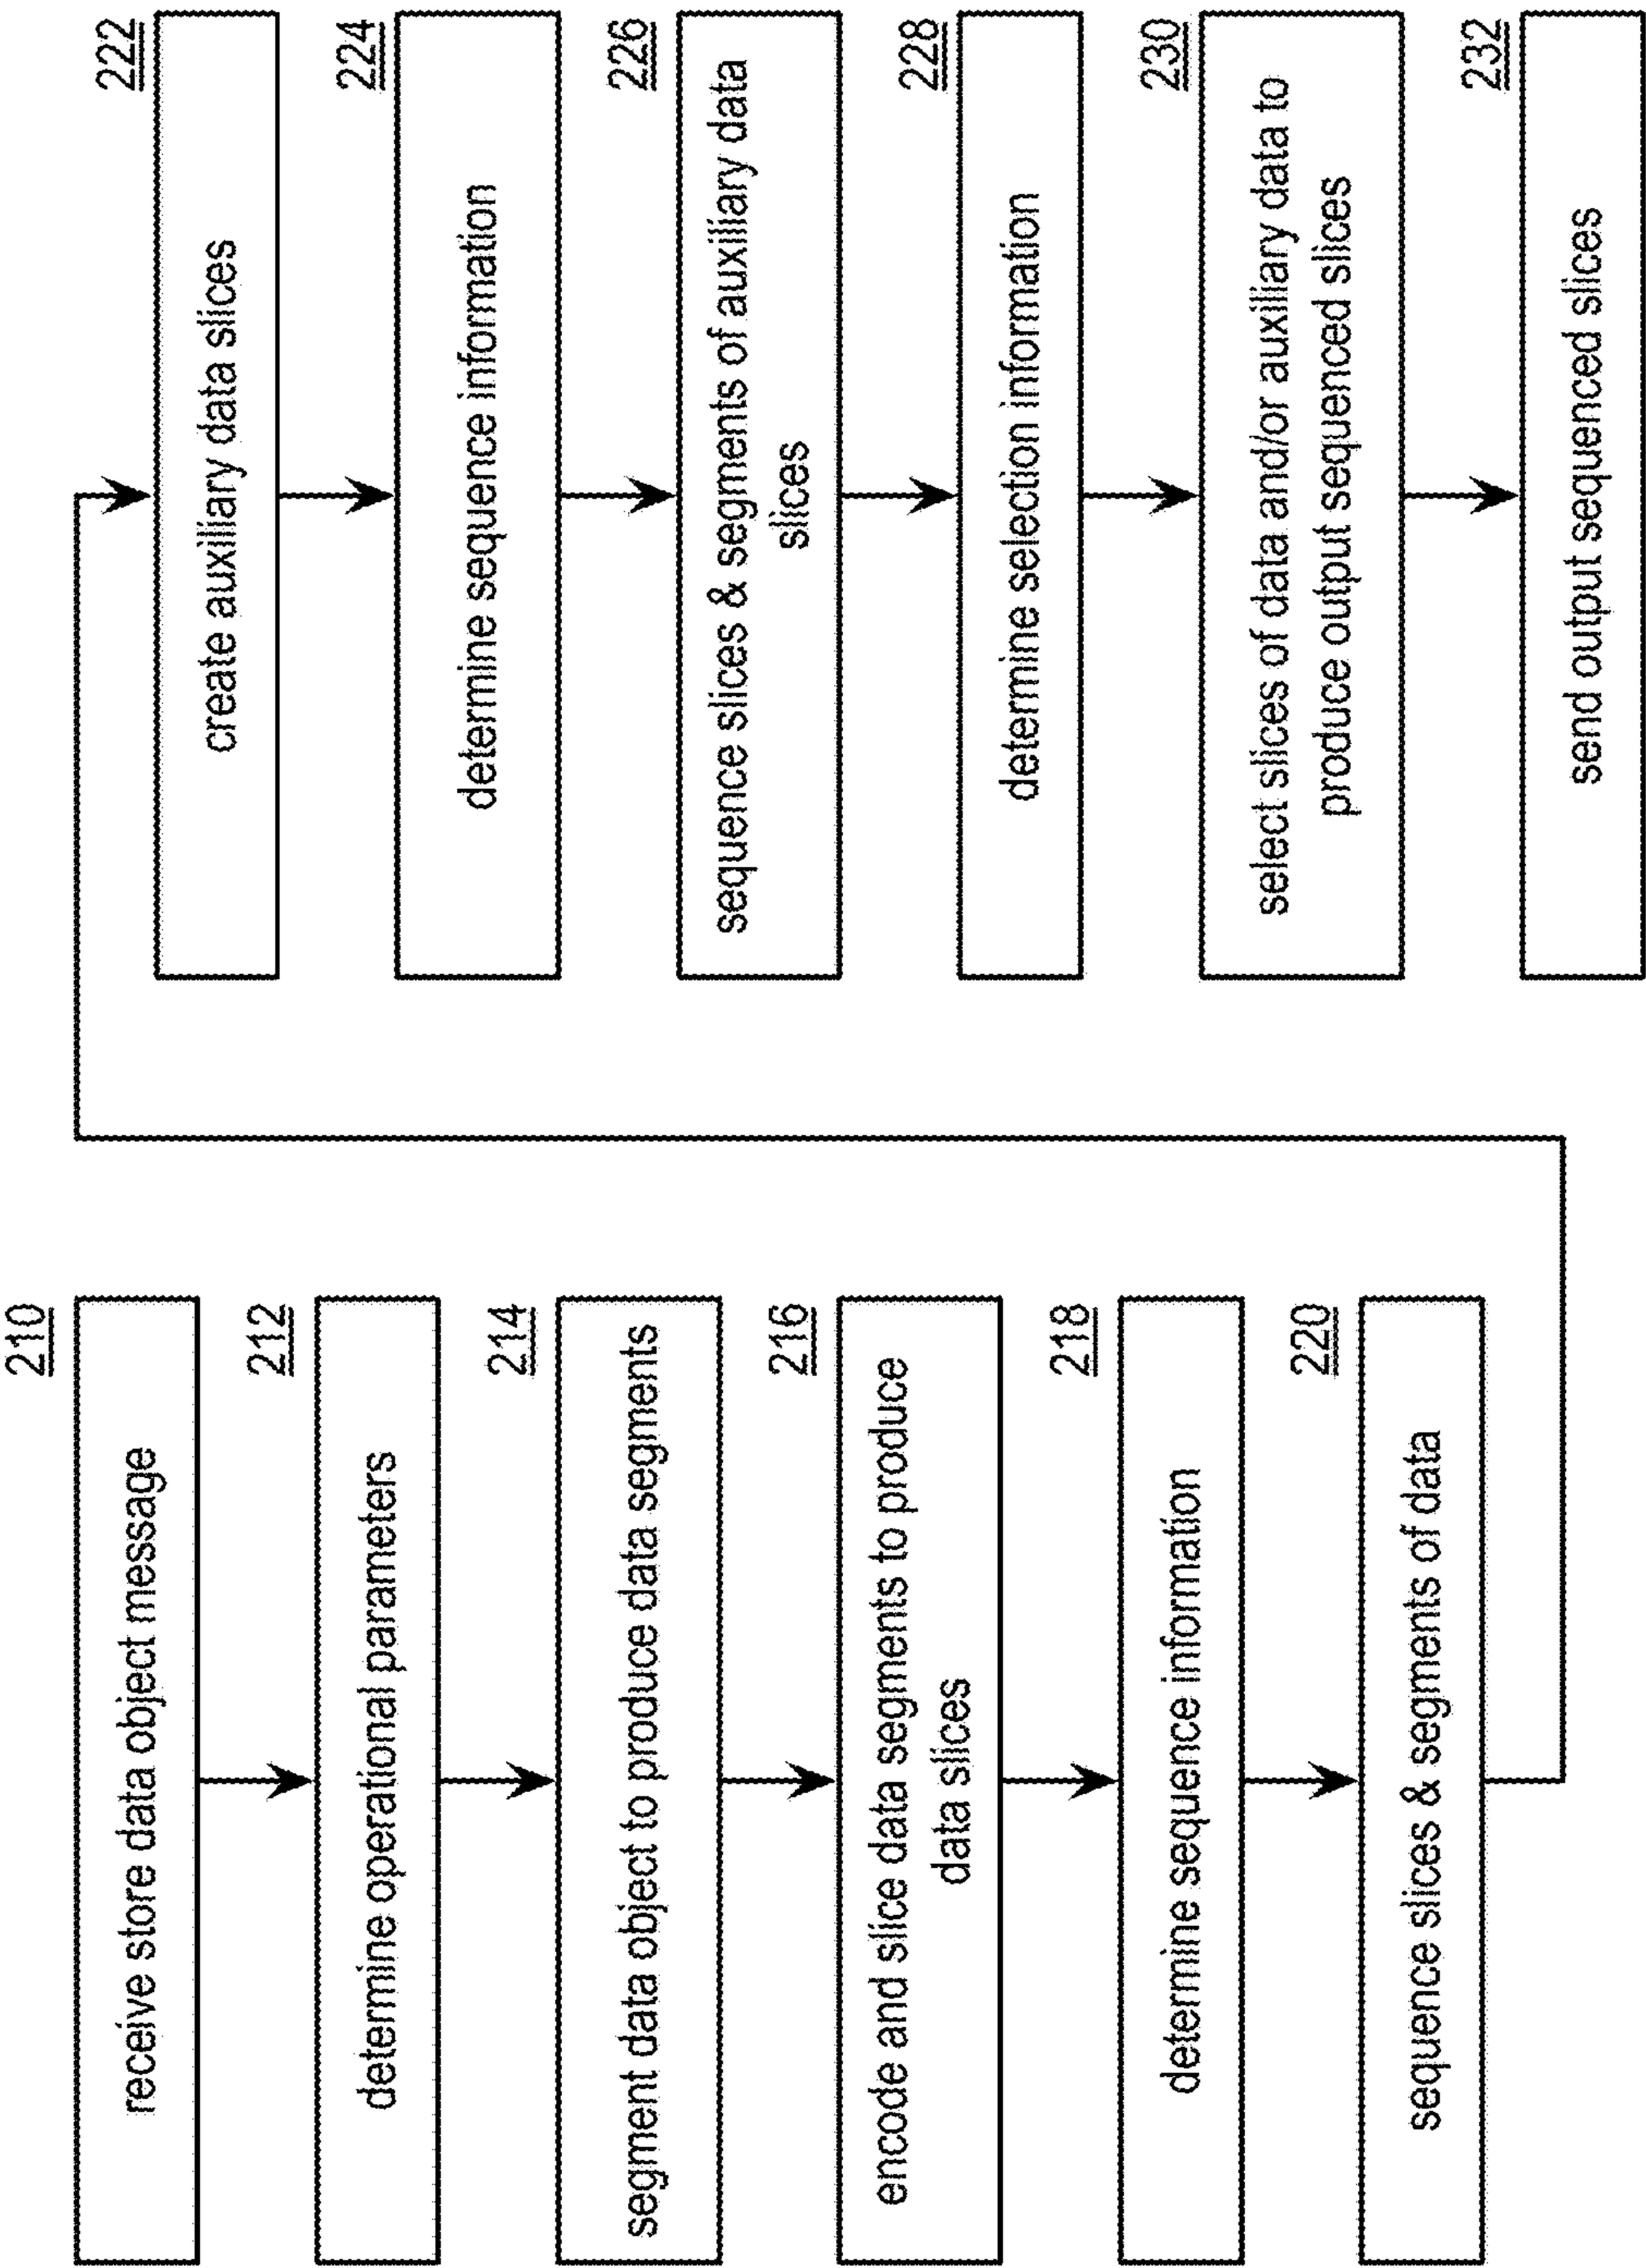 210
receive store data object message
212
determine operational parameters
214
segment data object to produce data segments
216
encode and slice data segments to produce
data slices
218
determine sequence information
220
sequence slices & segments of data
222
create auxiliary data slices
224
determine sequence information
226
sequence slices & segments of auxiliary data
slices
228
determine selection information
230
select slices of data and/or auxiliary data to
produce output sequenced slices
232
send output sequenced slices